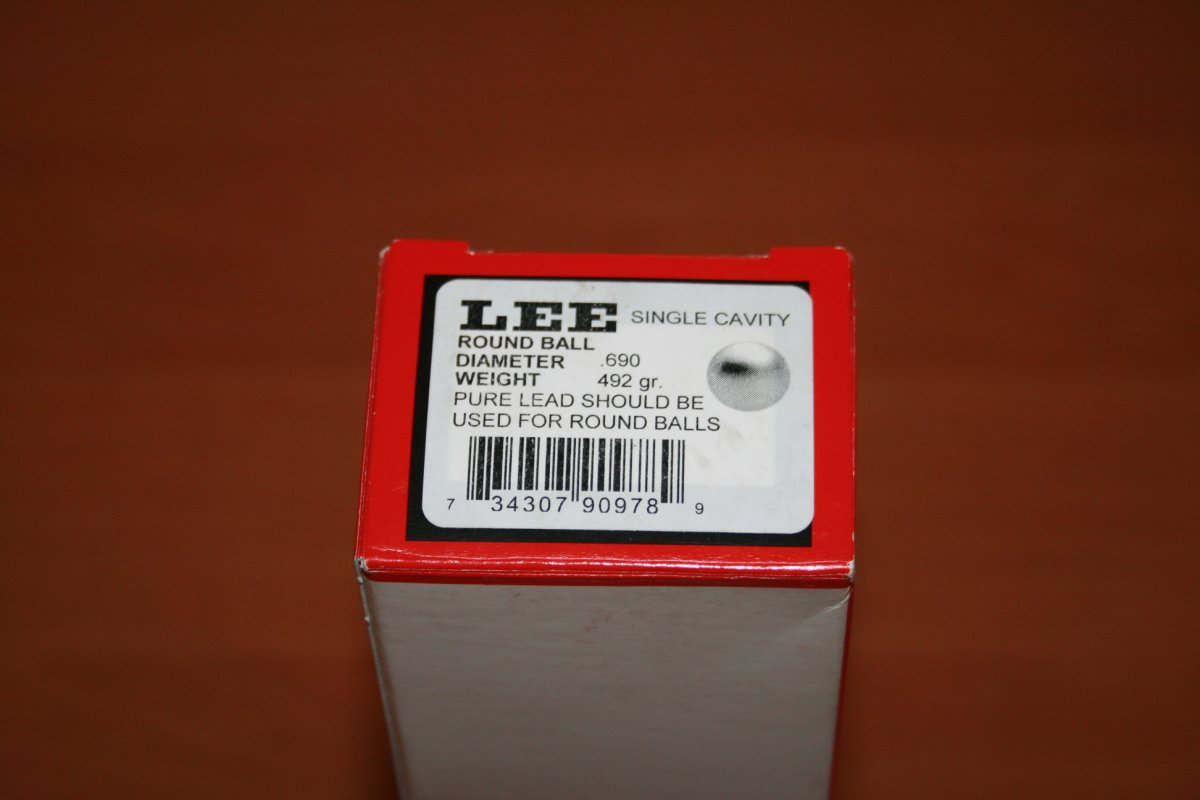 LEE SINGLE CAVITY
ROUND BALL
DIAMETER .690
WEIGHT 492 gr.
PURE LEAD SHOULD BE
USED FOR ROUND BALLS
7 34307 90978 9